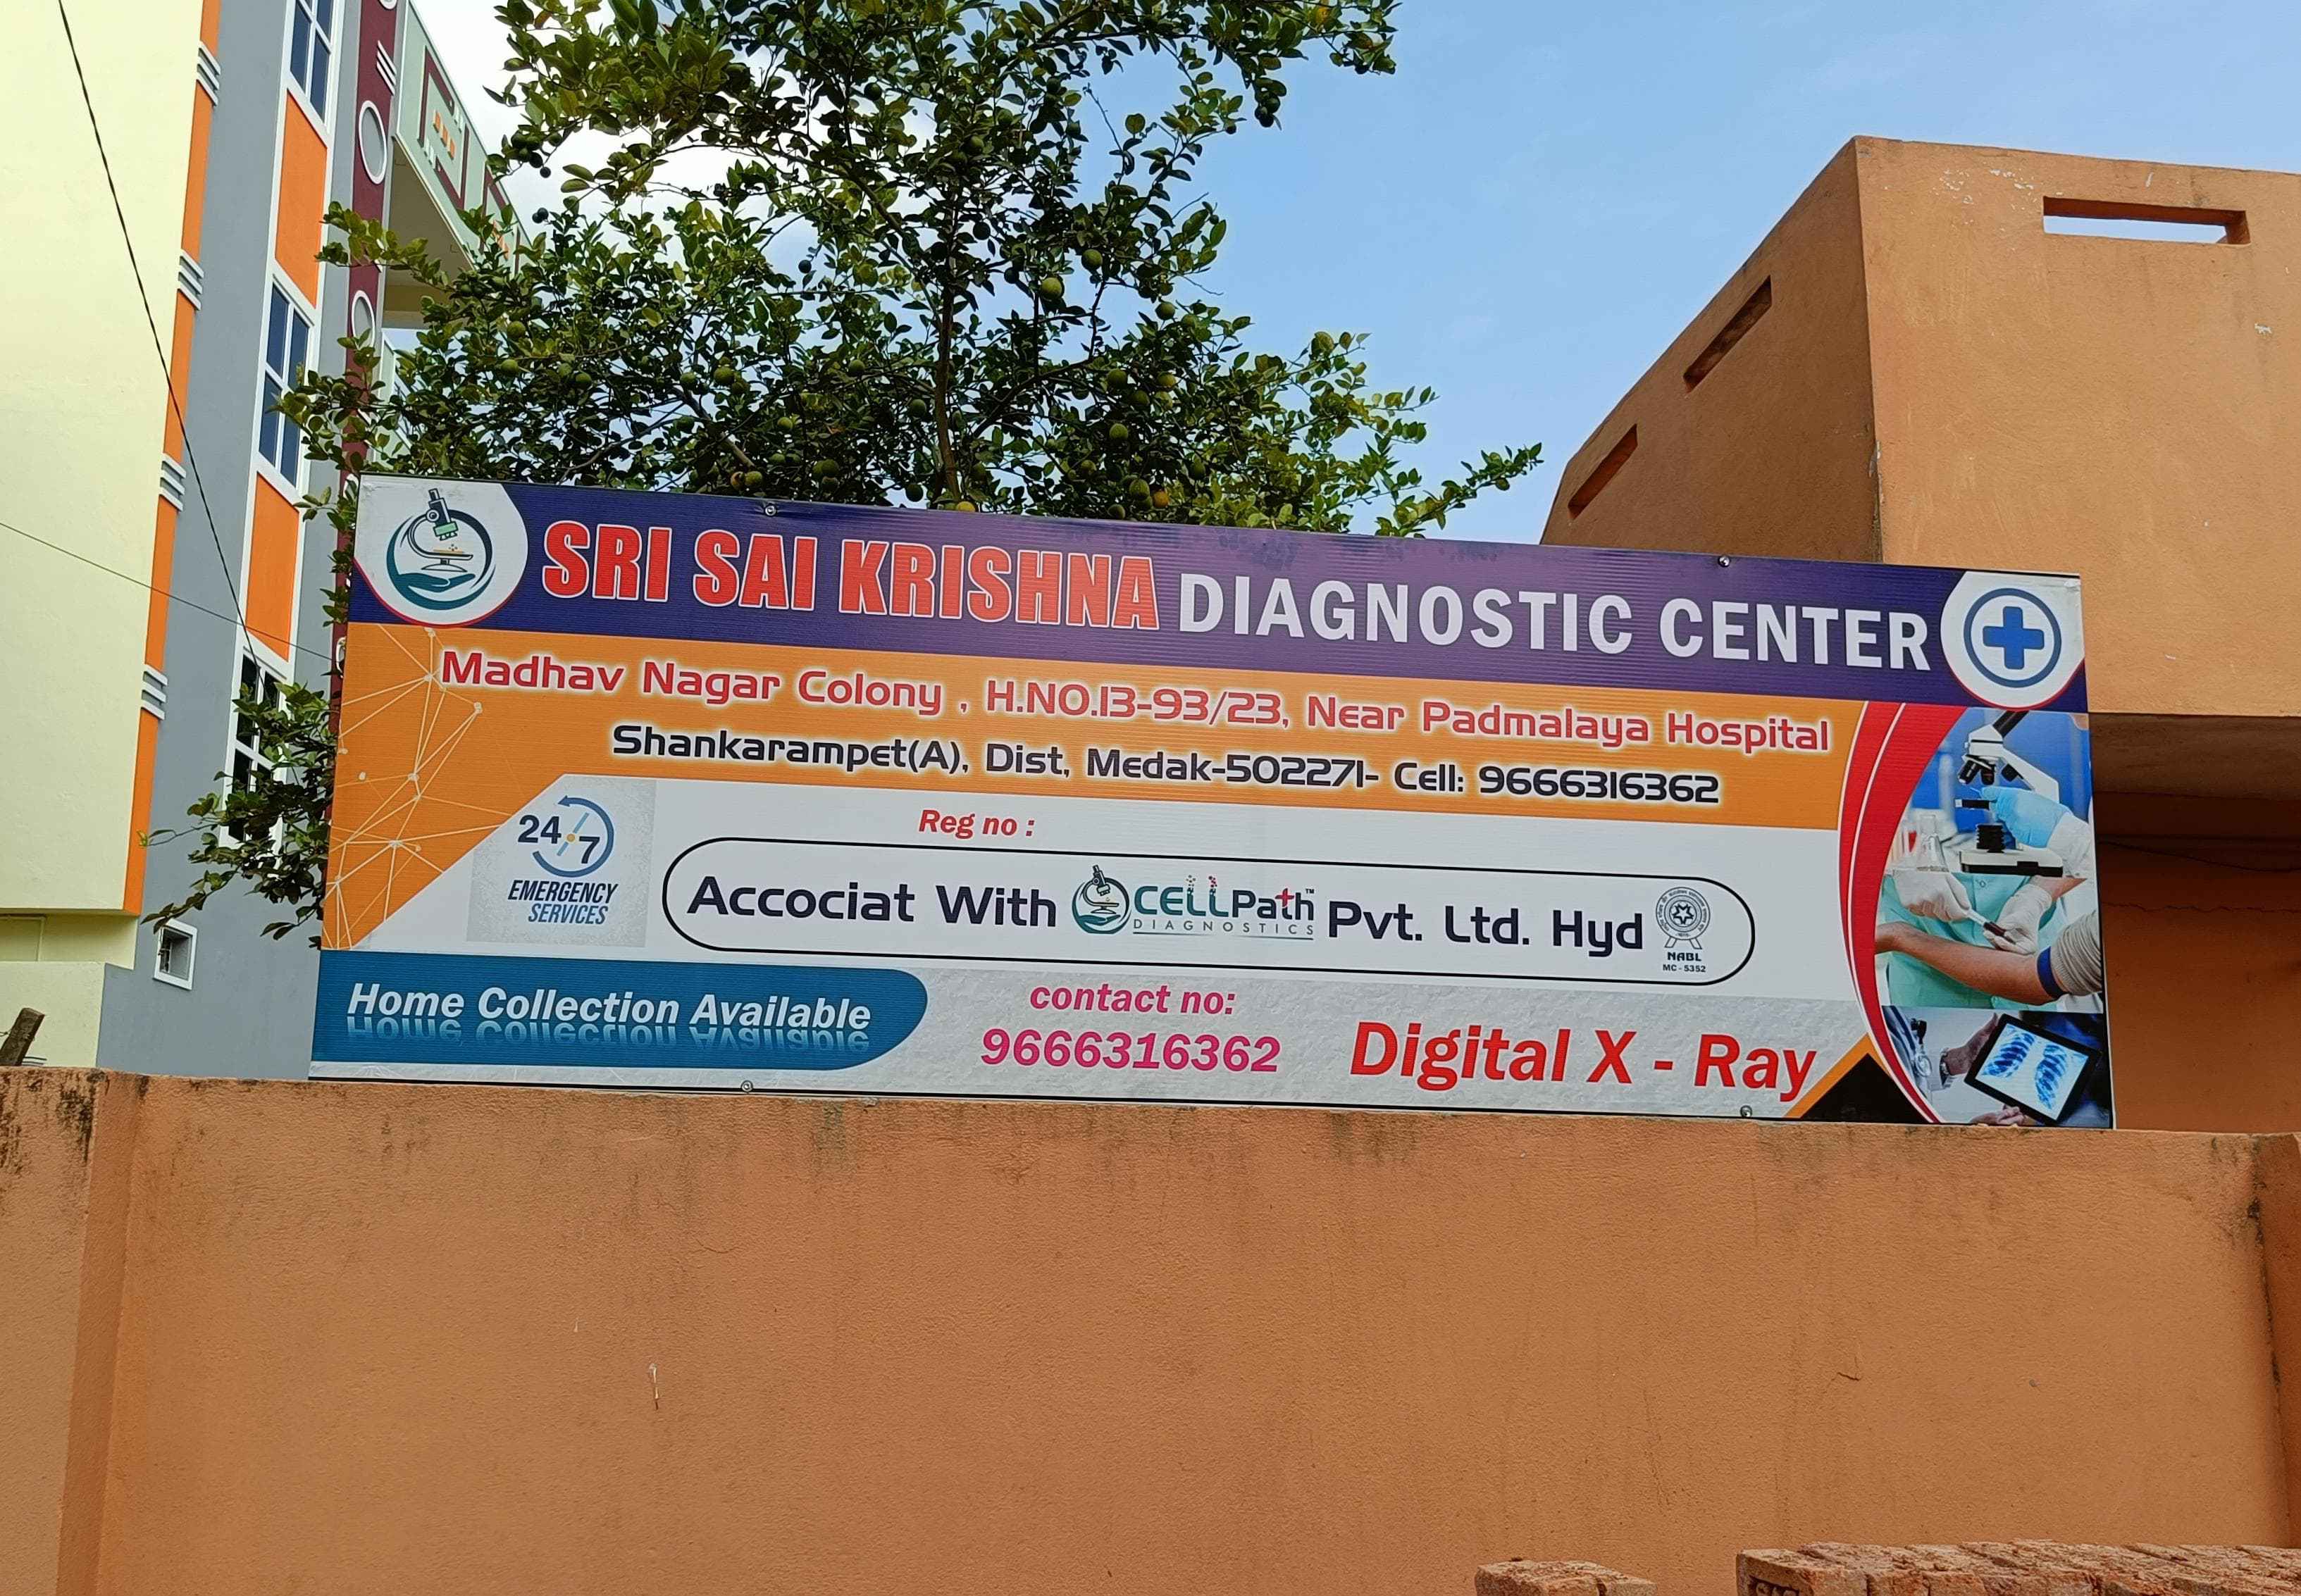 SRI SAI KRISHNA DIAGNOSTIC CENTER
Madhav Nagar Colony , H.NO.13-93/23, Near Padmalaya Hospital
Shankarampet(A), Dist, Medak-502271- Cell: 9666316362
Reg no :
24/7
EMERGENCY
SERVICES
Accociat With CELLPath™ Pvt. Ltd. Hyd
DIAGNOSTICS
NABL
MC - 5352
Home Collection Available
contact no:
9666316362
Digital X - Ray